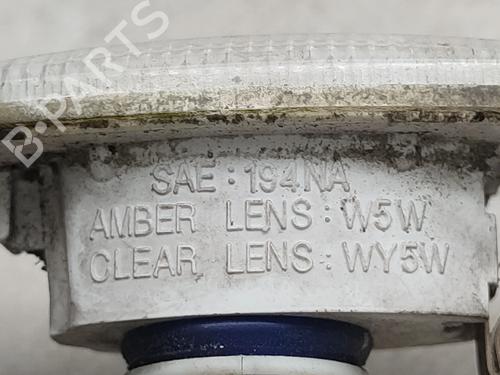 B-PARTS
SAE : 194NA
AMBER LENS : W5W
CLEAR LENS : WY5W